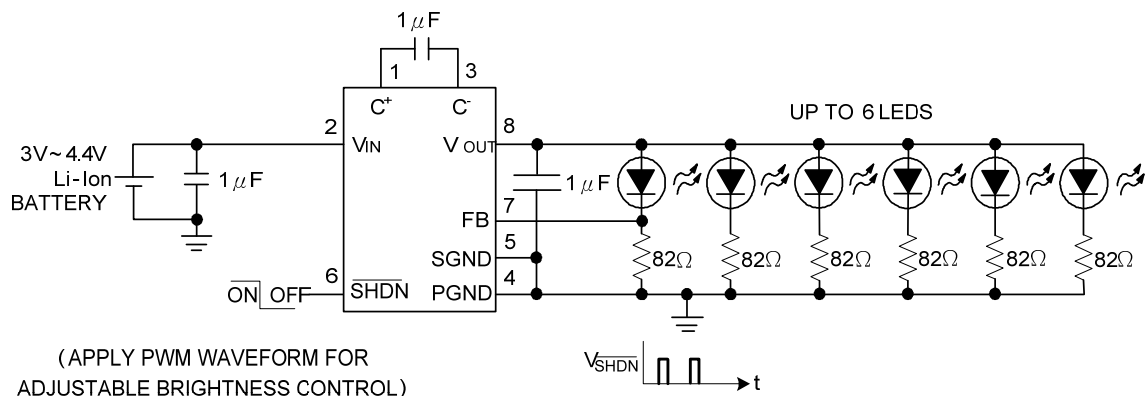 1μF
1
3
C+
C-
UP TO 6 LEDS
2
VIN
VOUT
8
3V~4.4V
Li-Ion
BATTERY
1μF
1μF
FB
7
SGND
5
82Ω
82Ω
82Ω
82Ω
82Ω
82Ω
6
ON OFF
SHDN
PGND
4
(APPLY PWM WAVEFORM FOR
ADJUSTABLE BRIGHTNESS CONTROL)
VSHDN
t